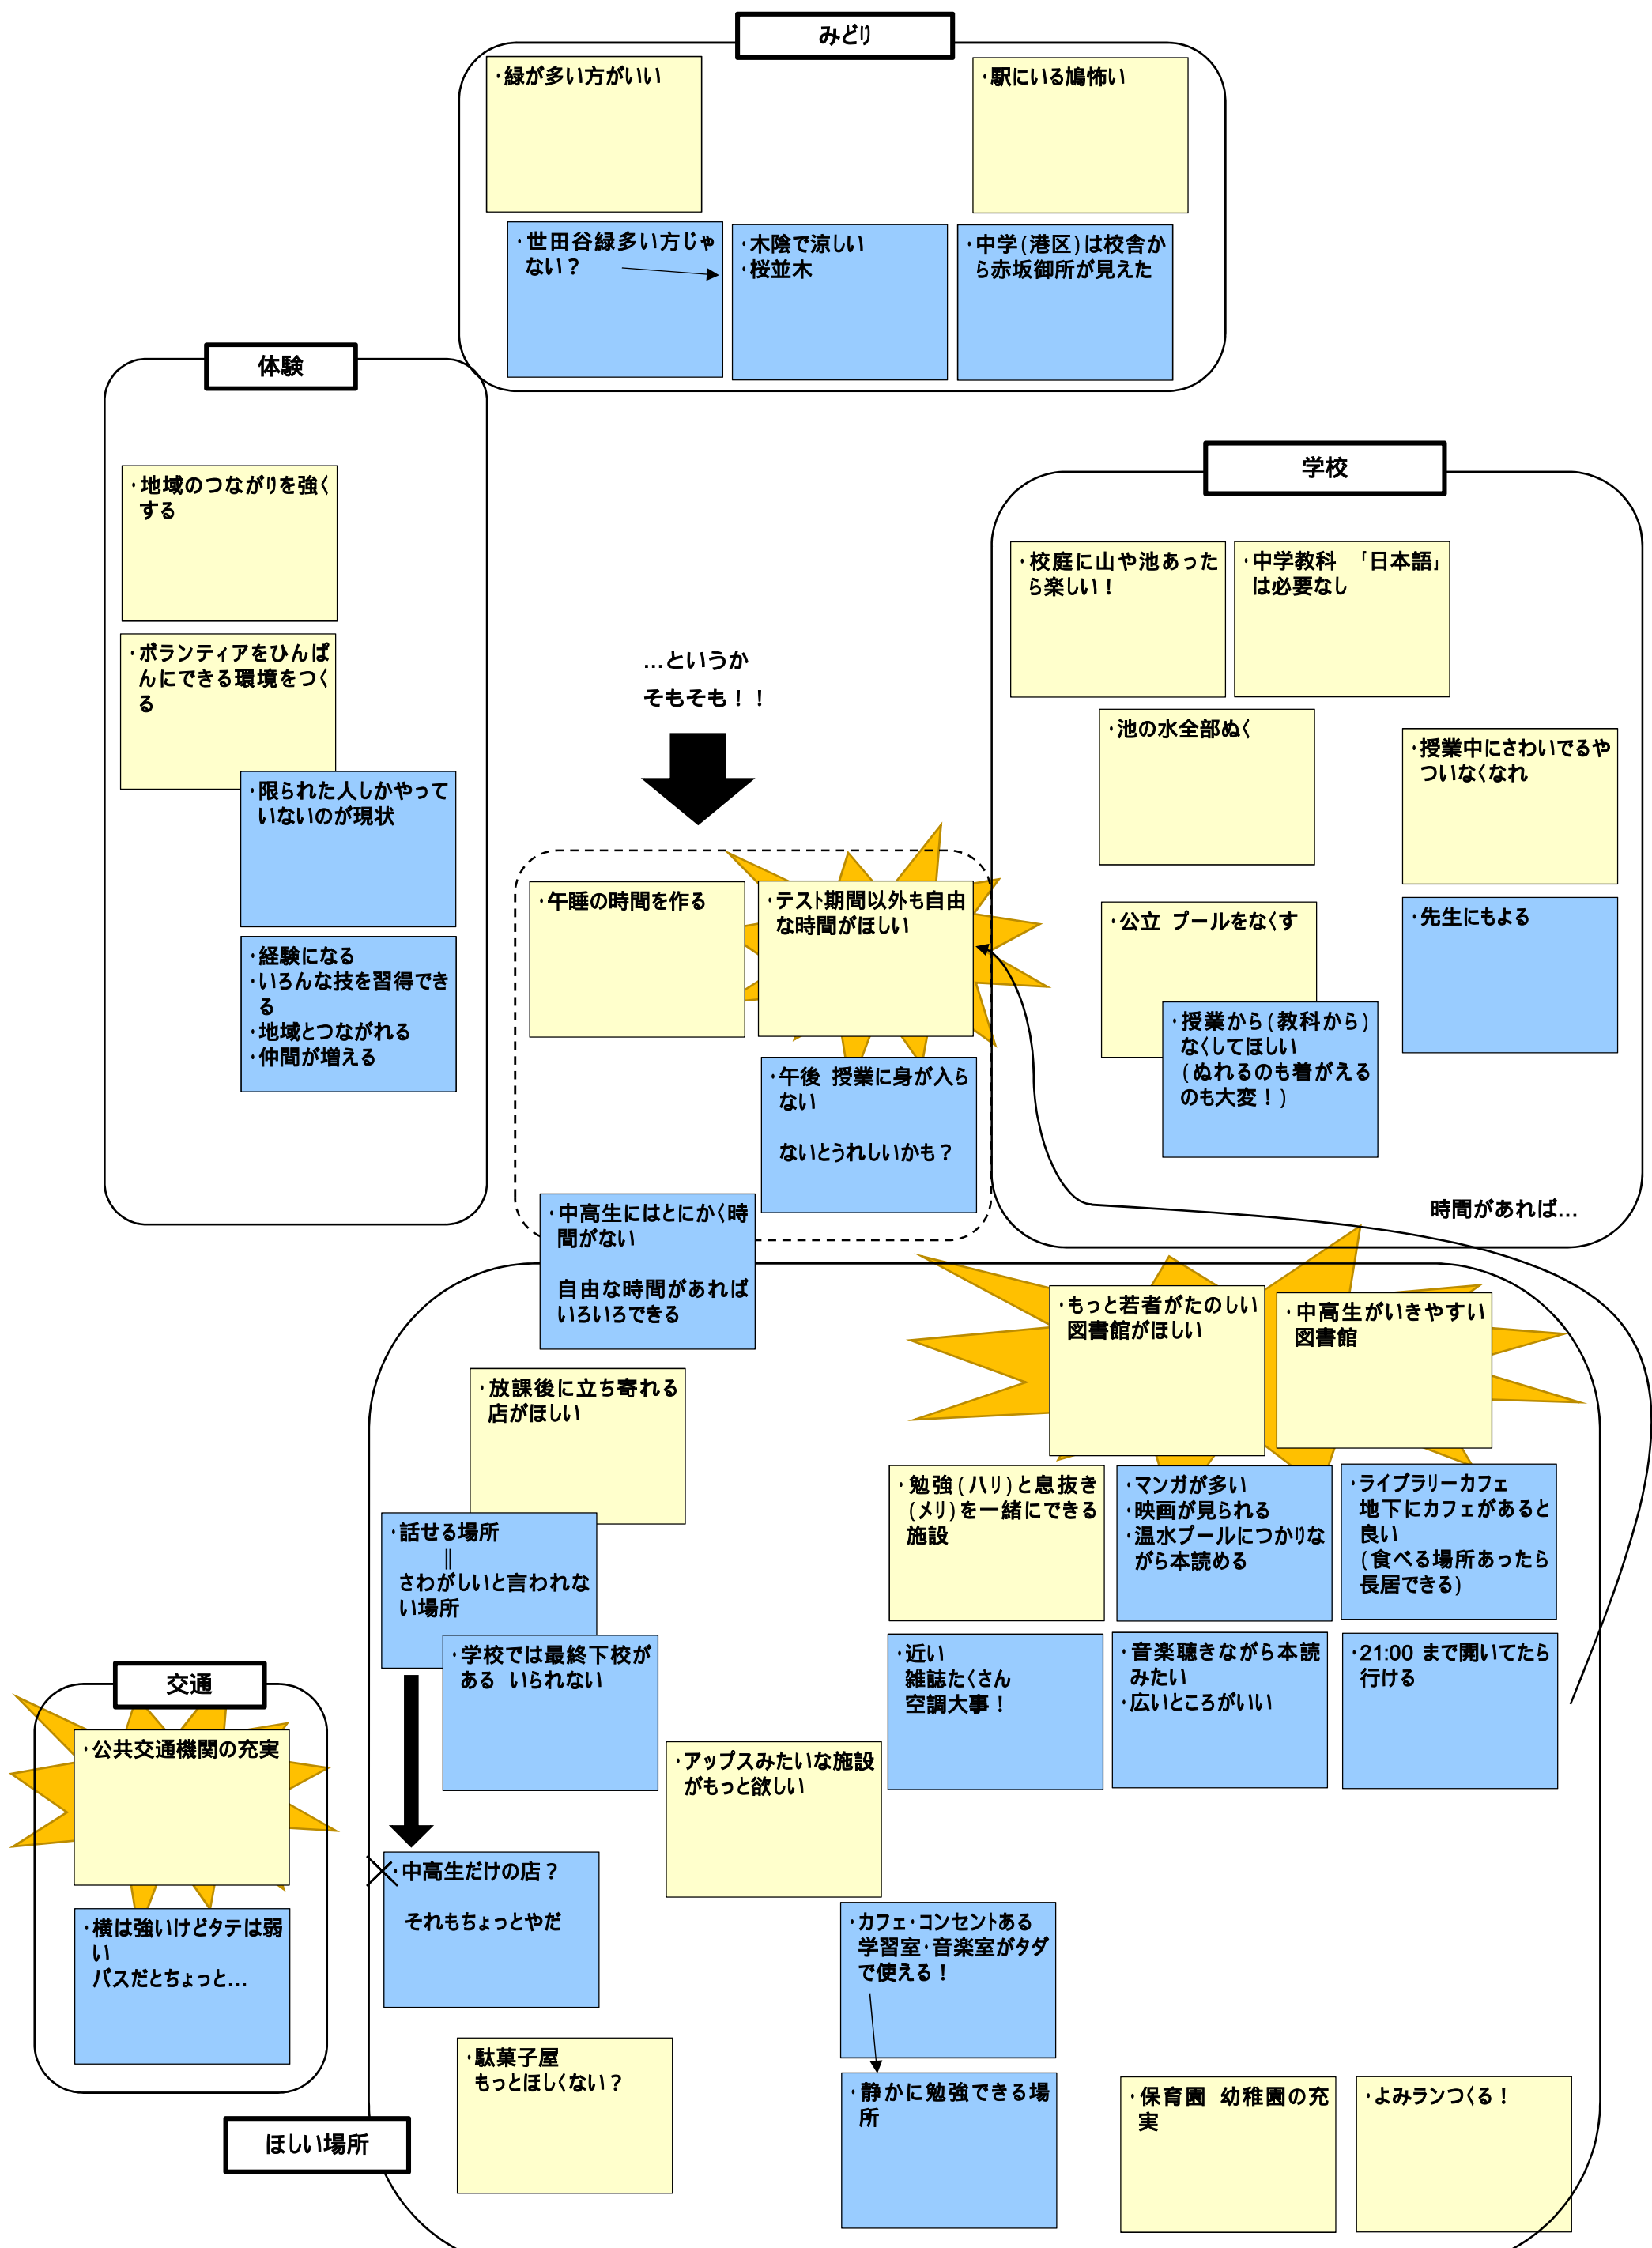 みどり
・緑が多い方がいい
・駅にいる鳩怖い
・世田谷緑多い方じゃ
ない？
・木陰で涼しい
・桜並木
・中学(港区)は校舎か
ら赤坂御所が見えた
体験
・地域のつながりを強く
する
・ボランティアをひんぱ
んにできる環境をつく
る
・限られた人しかやって
いないのが現状
・経験になる
・いろんな技を習得でき
る
・地域とつながれる
・仲間が増える
学校
・校庭に山や池あった
ら楽しい！
・中学教科　「日本語」
は必要なし
・池の水全部ぬく
・授業中にさわいでるや
ついなくなれ
・公立 プールをなくす
・先生にもよる
・授業から(教科から)
なくしてほしい
(ぬれるのも着がえる
のも大変！)
…というか
そもそも！！
・午睡の時間を作る
・テスト期間以外も自由
な時間がほしい
・午後 授業に身が入ら
ない
ないとうれしいかも？
・中高生にはとにかく時
間がない
自由な時間があれば
いろいろできる
時間があれば…
・もっと若者がたのしい
図書館がほしい
・中高生がいきやすい
図書館
・放課後に立ち寄れる
店がほしい
・話せる場所
||
さわがしいと言われな
い場所
・学校では最終下校が
ある いられない
・勉強(ハリ)と息抜き
(メリ)を一緒にできる
施設
・マンガが多い
・映画が見られる
・温水プールにつかりな
がら本読める
・ライブラリーカフェ
地下にカフェがあると
良い
(食べる場所あったら
長居できる)
・近い
雑誌たくさん
空調大事！
・音楽聴きながら本読
みたい
・広いところがいい
・21:00 まで開いてたら
行ける
交通
・公共交通機関の充実
・横は強いけどタテは弱
い
バスだとちょっと…
・アップスみたいな施設
がもっと欲しい
・中高生だけの店？
それもちょっとやだ
・カフェ・コンセントある
学習室・音楽室がタダ
で使える！
・静かに勉強できる場
所
・駄菓子屋
もっとほしくない？
・保育園 幼稚園の充
実
・よみランつくる！
ほしい場所